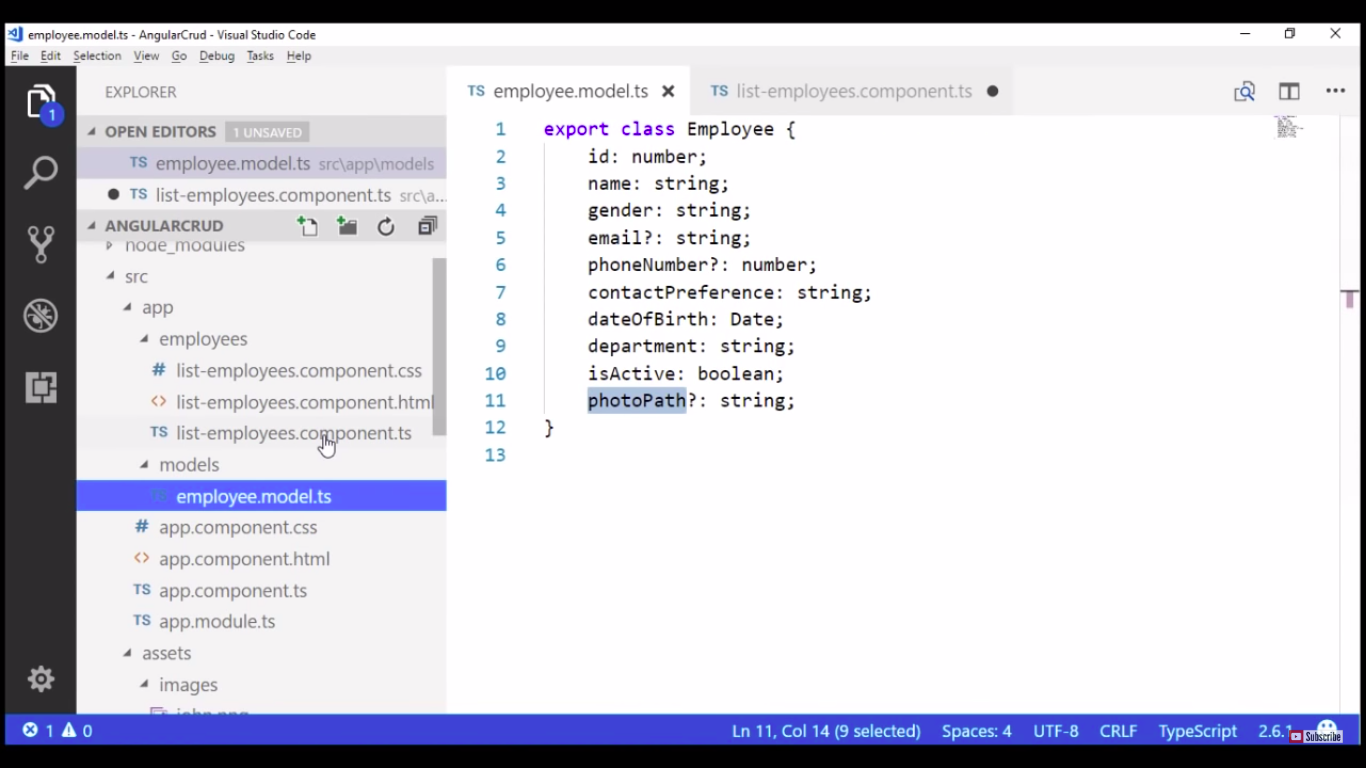 employee.model.ts - AngularCrud - Visual Studio Code
File Edit Selection View Go Debug Tasks Help
EXPLORER
1
OPEN EDITORS 1 UNSAVED
TS employee.model.ts src\app\models
TS list-employees.component.ts src\a...
ANGULARCRUD
node_modules
src
app
employees
# list-employees.component.css
<> list-employees.component.html
TS list-employees.component.ts
models
TS employee.model.ts
# app.component.css
<> app.component.html
TS app.component.ts
TS app.module.ts
assets
images
john.png
TS employee.model.ts TS list-employees.component.ts
1 export class Employee {
2 id: number;
3 name: string;
4 gender: string;
5 email?: string;
6 phoneNumber?: number;
7 contactPreference: string;
8 dateOfBirth: Date;
9 department: string;
10 isActive: boolean;
11 photoPath?: string;
12 }
13
1 0 Ln 11, Col 14 (9 selected) Spaces: 4 UTF-8 CRLF TypeScript 2.6.1
Subscribe